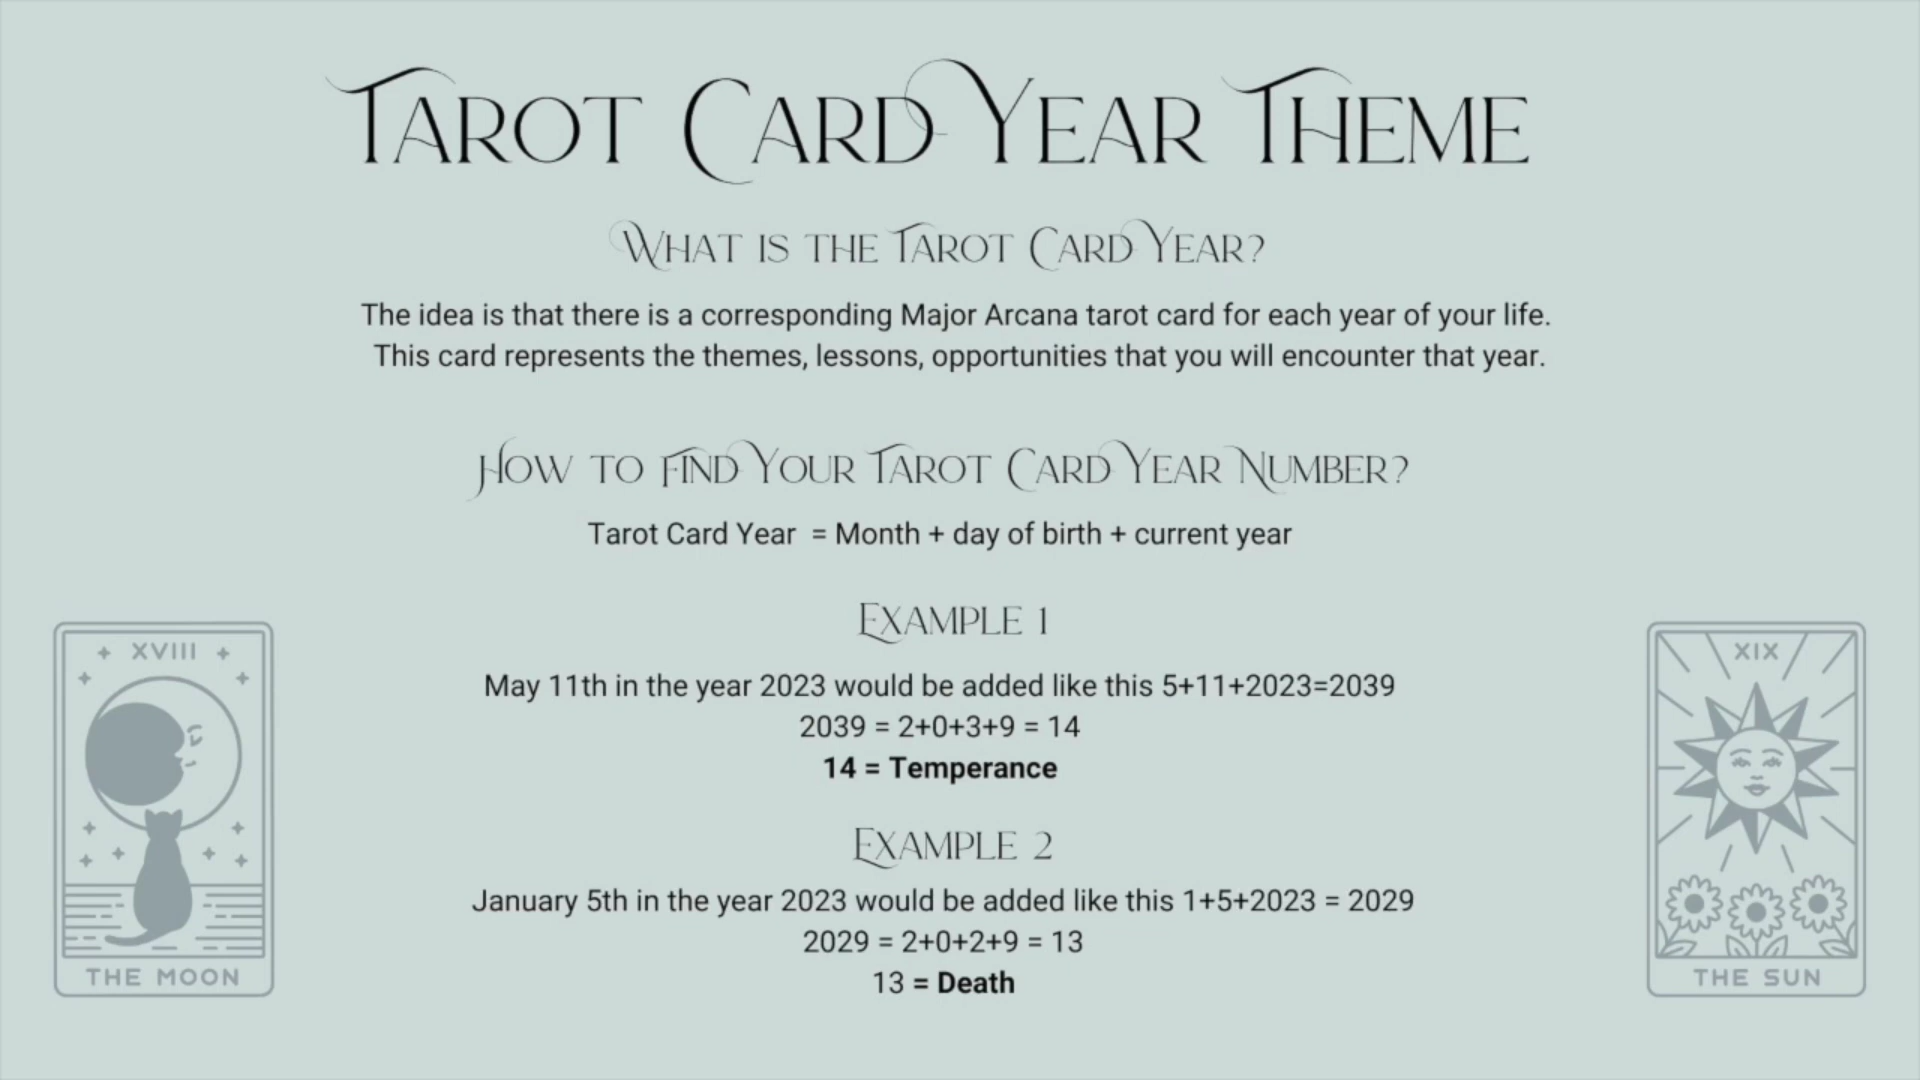 TAROT CARD YEAR THEME
WHAT IS THE TAROT CARD YEAR?
The idea is that there is a corresponding Major Arcana tarot card for each year of your life.
This card represents the themes, lessons, opportunities that you will encounter that year.
HOW TO FIND YOUR TAROT CARD YEAR NUMBER?
Tarot Card Year = Month + day of birth + current year
EXAMPLE 1
May 11th in the year 2023 would be added like this 5+11+2023=2039
2039 = 2+0+3+9 = 14
14 = Temperance
EXAMPLE 2
January 5th in the year 2023 would be added like this 1+5+2023 = 2029
2029 = 2+0+2+9 = 13
13 = Death
XVIII
THE MOON
XIX
THE SUN